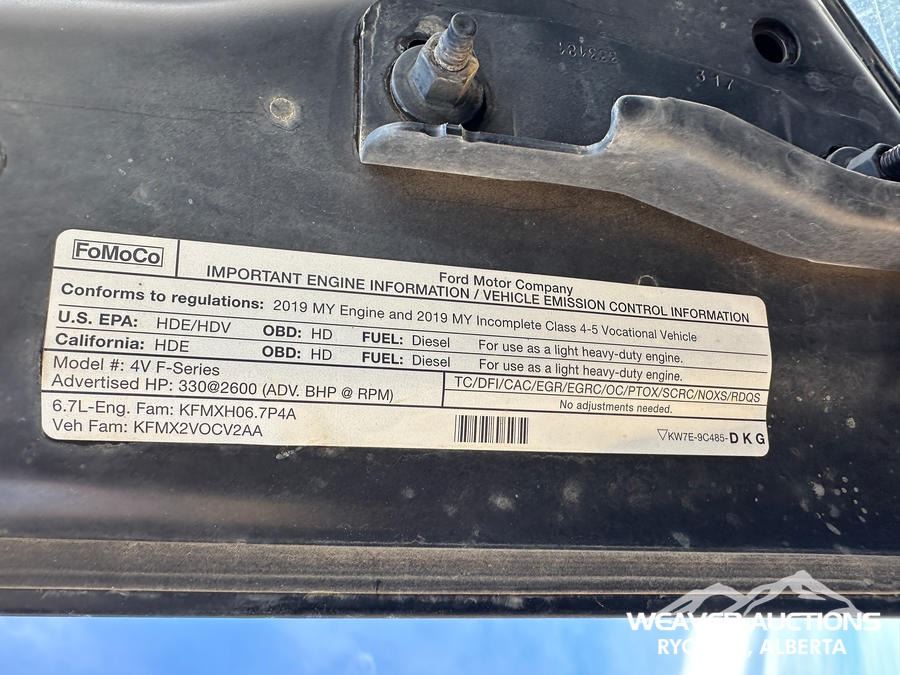 333181
317
FoMoCo
Ford Motor Company
IMPORTANT ENGINE INFORMATION / VEHICLE EMISSION CONTROL INFORMATION
Conforms to regulations: 2019 MY Engine and 2019 MY Incomplete Class 4-5 Vocational Vehicle
U.S. EPA: HDE/HDV OBD: HD FUEL: Diesel For use as a light heavy-duty engine.
California: HDE OBD: HD FUEL: Diesel For use as a light heavy-duty engine.
Model #: 4V F-Series
Advertised HP: 330@2600 (ADV. BHP @ RPM)
TC/DFI/CAC/EGR/EGRC/OC/PTOX/SCRC/NOXS/RDQS
No adjustments needed.
6.7L-Eng. Fam: KFMXH06.7P4A
Veh Fam: KFMX2VOCV2AA
▽KW7E-9C485-D K G
WEAVER AUCTIONS
ALBERTA